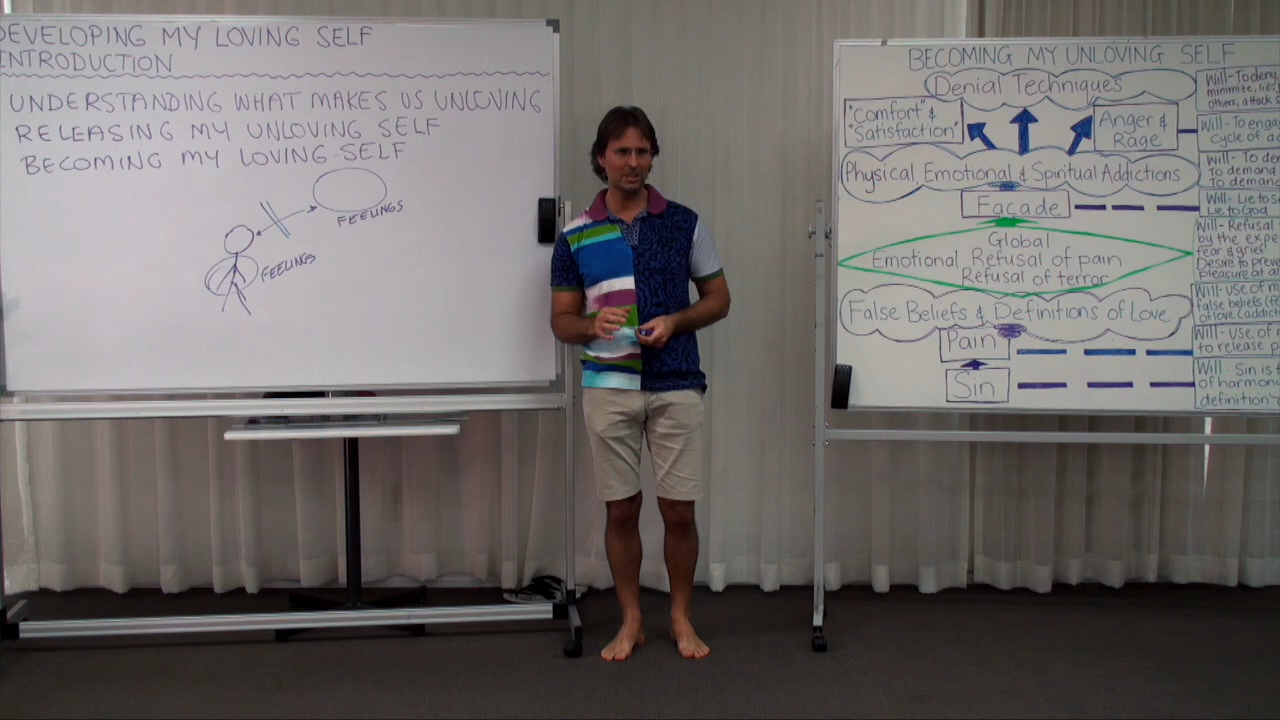 DEVELOPING MY LOVING SELF
INTRODUCTION
UNDERSTANDING WHAT MAKES US UNLOVING
RELEASING MY UNLOVING SELF
BECOMING MY LOVING SELF
FEELINGS
FEELINGS
BECOMING MY UNLOVING SELF
Denial Techniques
"Comfort" &
"Satisfaction"
Anger &
Rage
Physical, Emotional & Spiritual Addictions
Façade
Global
Emotional Refusal of pain
Refusal of terror
False Beliefs & Definitions of Love
Pain
Sin
Will - To deny,
minimize,
others, attack
Will - To
cycle of
Will - To
To demand
To
Will - Lie to
Lie to God
Will - Refusal
by the
fear & grief
Desire to
pleasure at
Will - Use of
false beliefs
of love
Will - Use of
to release
Will - Sin is
of
definition